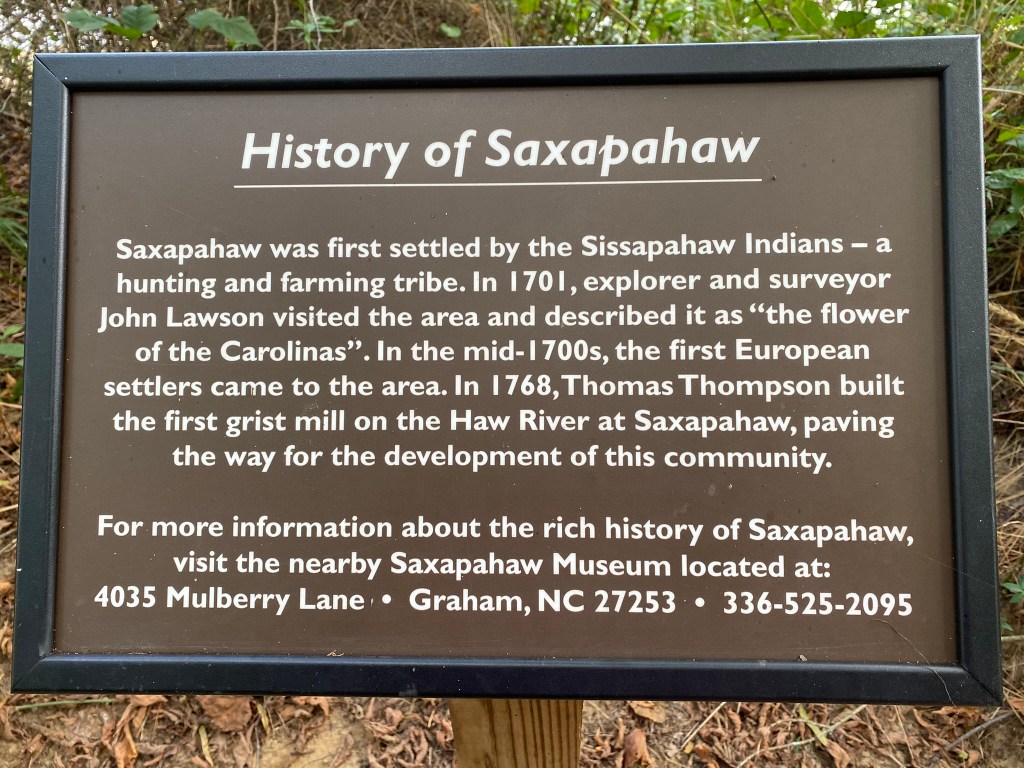 History of Saxapahaw
Saxapahaw was first settled by the Sissapahaw Indians – a
hunting and farming tribe. In 1701, explorer and surveyor
John Lawson visited the area and described it as “the flower
of the Carolinas”. In the mid-1700s, the first European
settlers came to the area. In 1768, Thomas Thompson built
the first grist mill on the Haw River at Saxapahaw, paving
the way for the development of this community.
For more information about the rich history of Saxapahaw,
visit the nearby Saxapahaw Museum located at:
4035 Mulberry Lane • Graham, NC 27253 • 336-525-2095